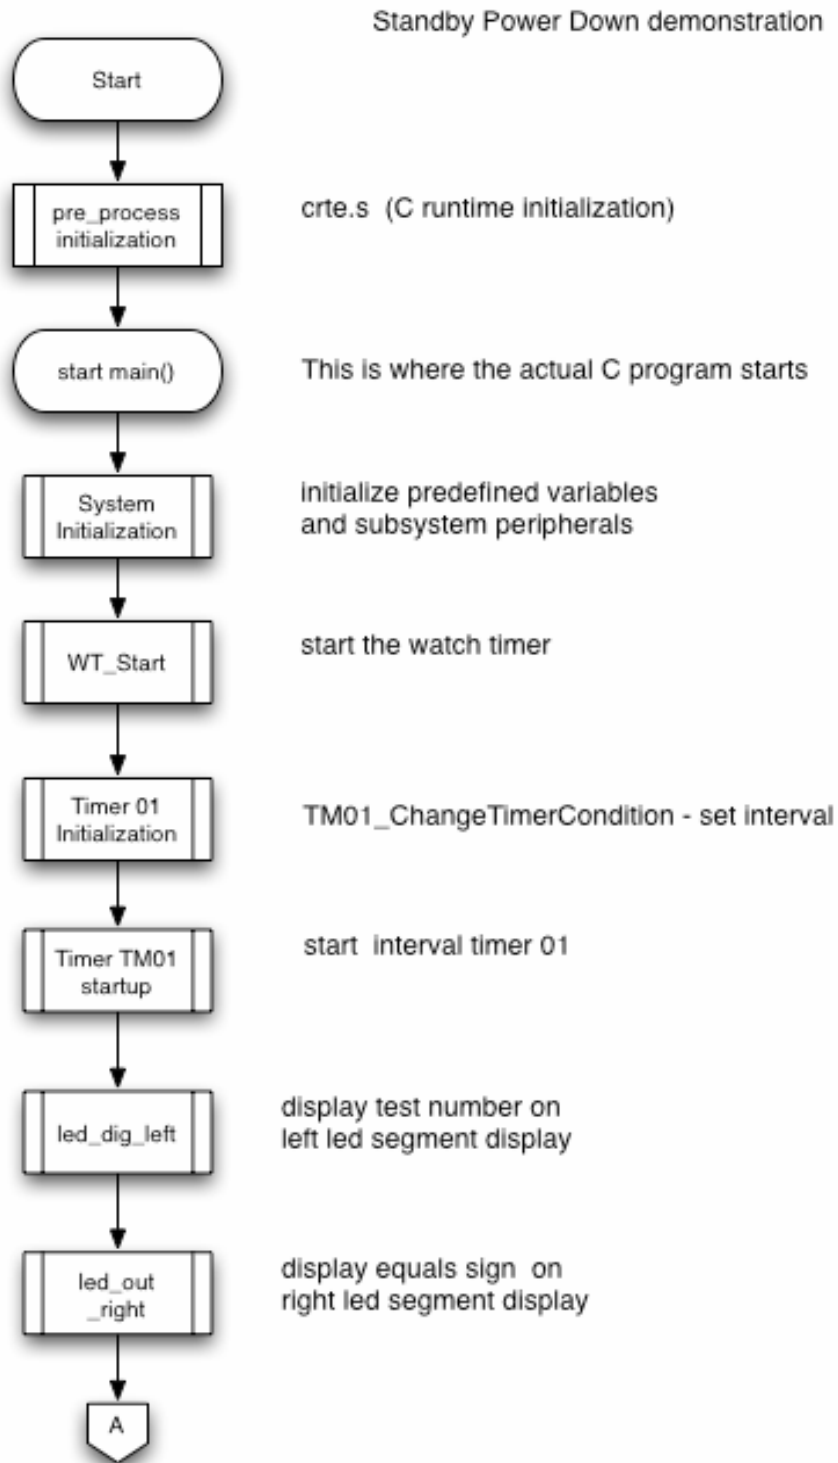 Standby Power Down demonstration
Start
pre_process
initialization
crte.s (C runtime initialization)
start main()
This is where the actual C program starts
System
Initialization
initialize predefined variables
and subsystem peripherals
WT_Start
start the watch timer
Timer 01
Initialization
TM01_ChangeTimerCondition - set interval
Timer TM01
startup
start interval timer 01
led_dig_left
display test number on
left led segment display
led_out
_right
display equals sign on
right led segment display
A